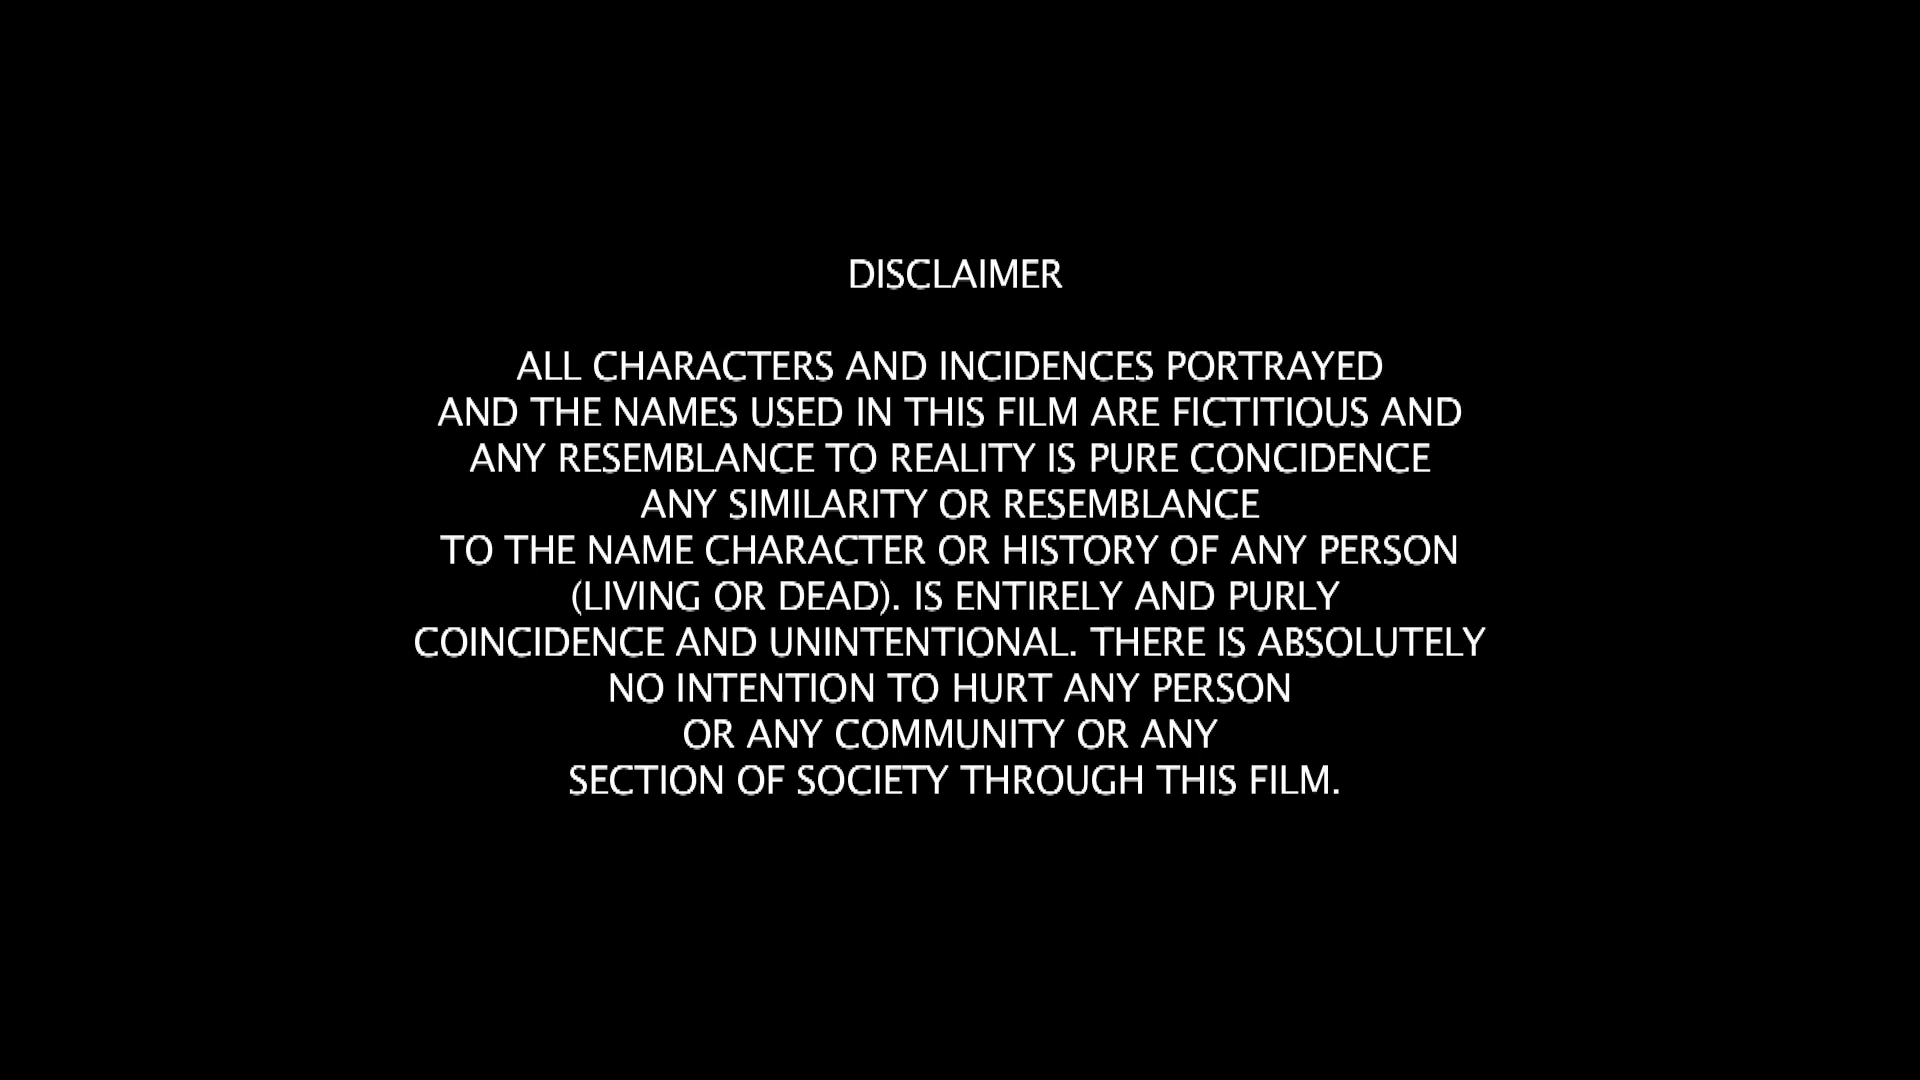 DISCLAIMER
ALL CHARACTERS AND INCIDENCES PORTRAYED
AND THE NAMES USED IN THIS FILM ARE FICTITIOUS AND
ANY RESEMBLANCE TO REALITY IS PURE CONCIDENCE
ANY SIMILARITY OR RESEMBLANCE
TO THE NAME CHARACTER OR HISTORY OF ANY PERSON
(LIVING OR DEAD). IS ENTIRELY AND PURLY
COINCIDENCE AND UNINTENTIONAL. THERE IS ABSOLUTELY
NO INTENTION TO HURT ANY PERSON
OR ANY COMMUNITY OR ANY
SECTION OF SOCIETY THROUGH THIS FILM.